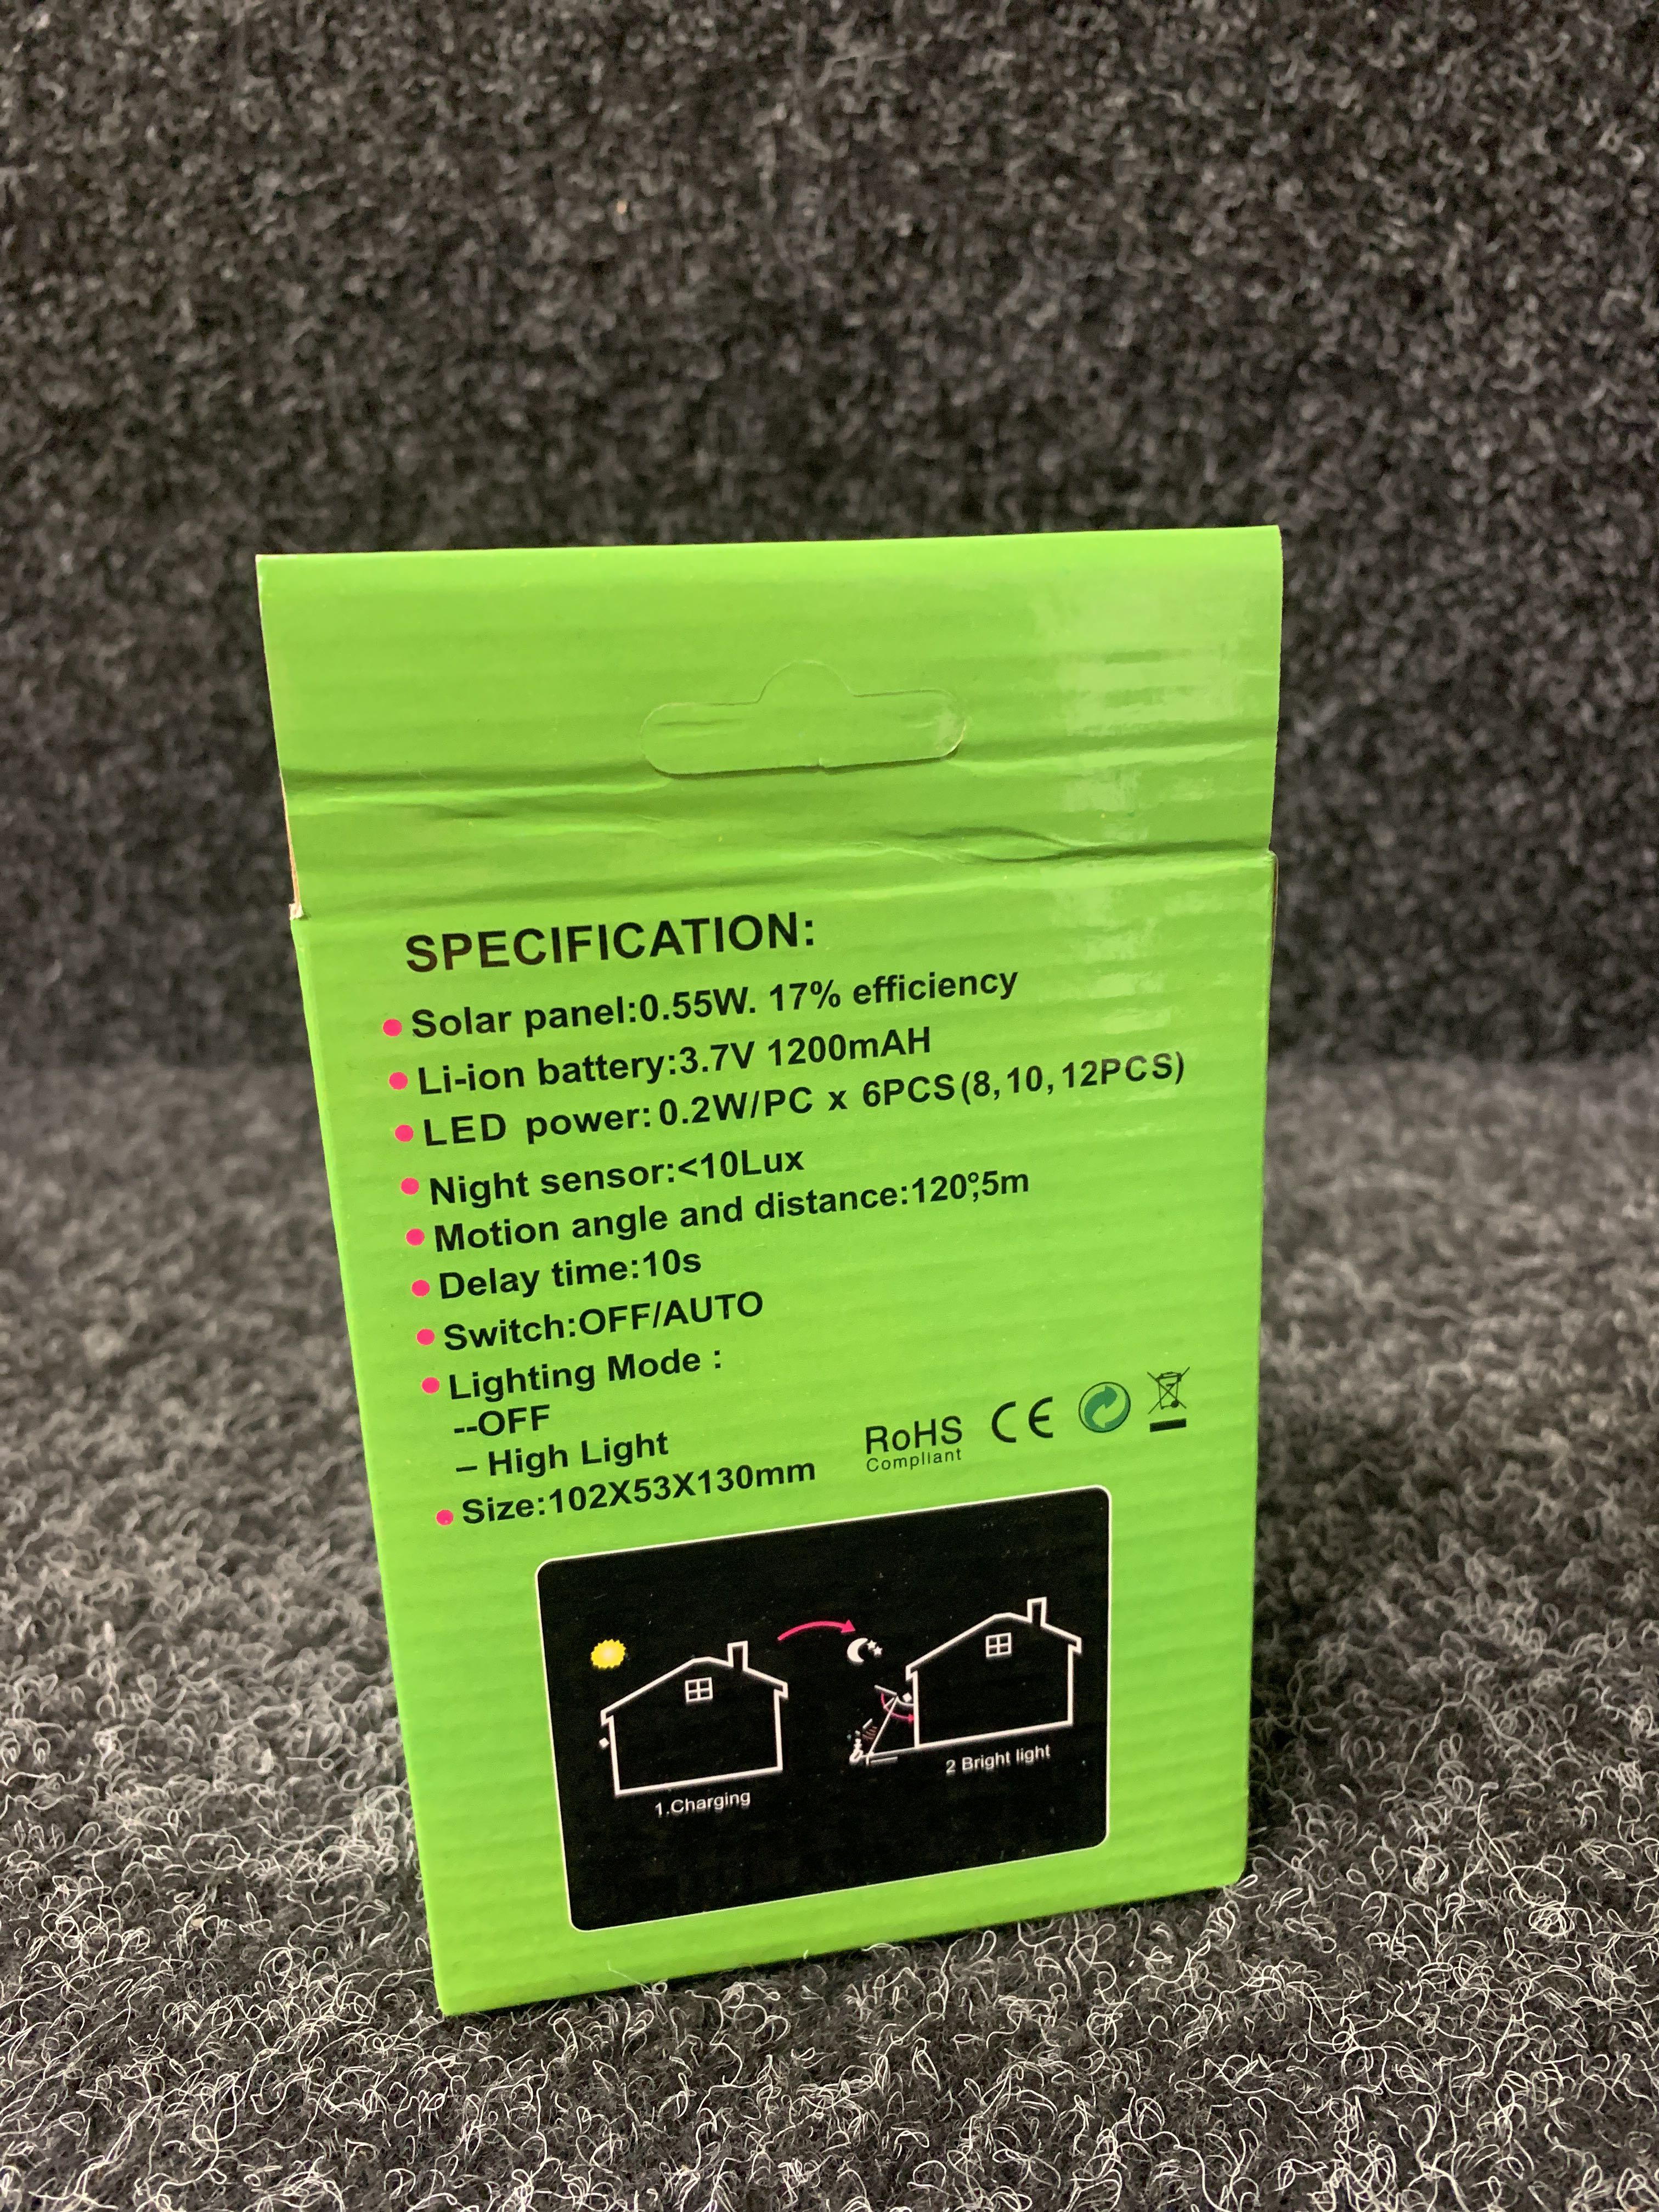 SPECIFICATION:
Solar panel:0.55W. 17% efficiency
Li-ion battery:3.7V 1200mAH
LED power:0.2W/PC x 6PCS(8,10,12PCS)
Night sensor:<10Lux
Motion angle and distance:120°,5m
Delay time:10s
Switch:OFF/AUTO
Lighting Mode :
--OFF
– High Light
Size:102X53X130mm
RoHS
Compliant
CE
1.Charging
2 Bright light